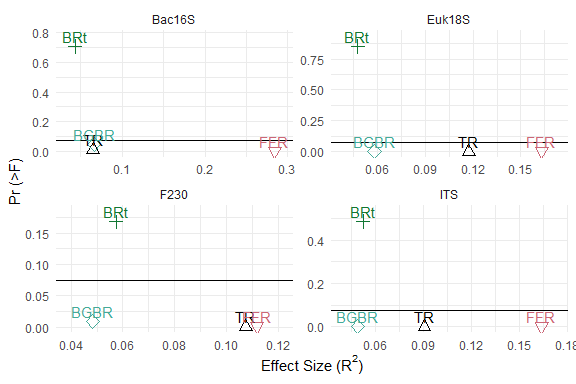 Bac16S
Euk18S
0.8
0.6
0.4
0.2
0.0
BRt
BGBR
TR
FER
0.1
0.2
0.3
0.75
0.50
0.25
0.00
BRt
BGBR
TR
FER
0.06
0.09
0.12
0.15
F230
ITS
0.15
0.10
0.05
0.00
BRt
BGBR
TR
FER
0.04
0.06
0.08
0.10
0.12
0.4
0.2
0.0
BRt
BGBR
TR
FER
0.06
0.09
0.12
0.15
0.18
Pr (>F)
Effect Size (R²)